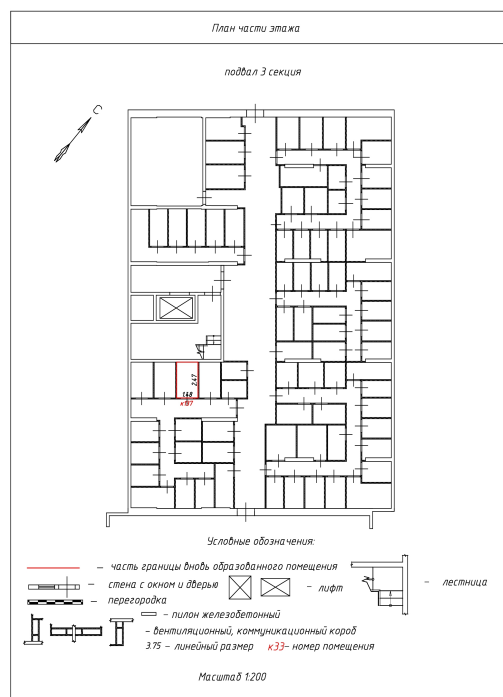 План части этажа
подвал 3 секция
С
2.47
1.48
к87
Условные обозначения:
— часть границы вновь образованного помещения
— стена с окном и дверью
— лифт
— лестница
— перегородка
— пилон железобетонный
— вентиляционный, коммуникационный короб
3.75 — линейный размер к33— номер помещения
Масштаб 1:200